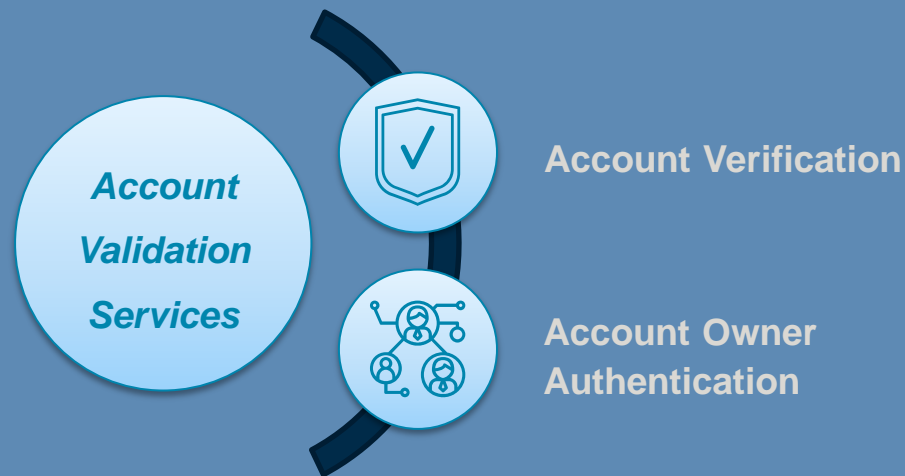 Account
Validation
Services
Account Verification
Account Owner
Authentication